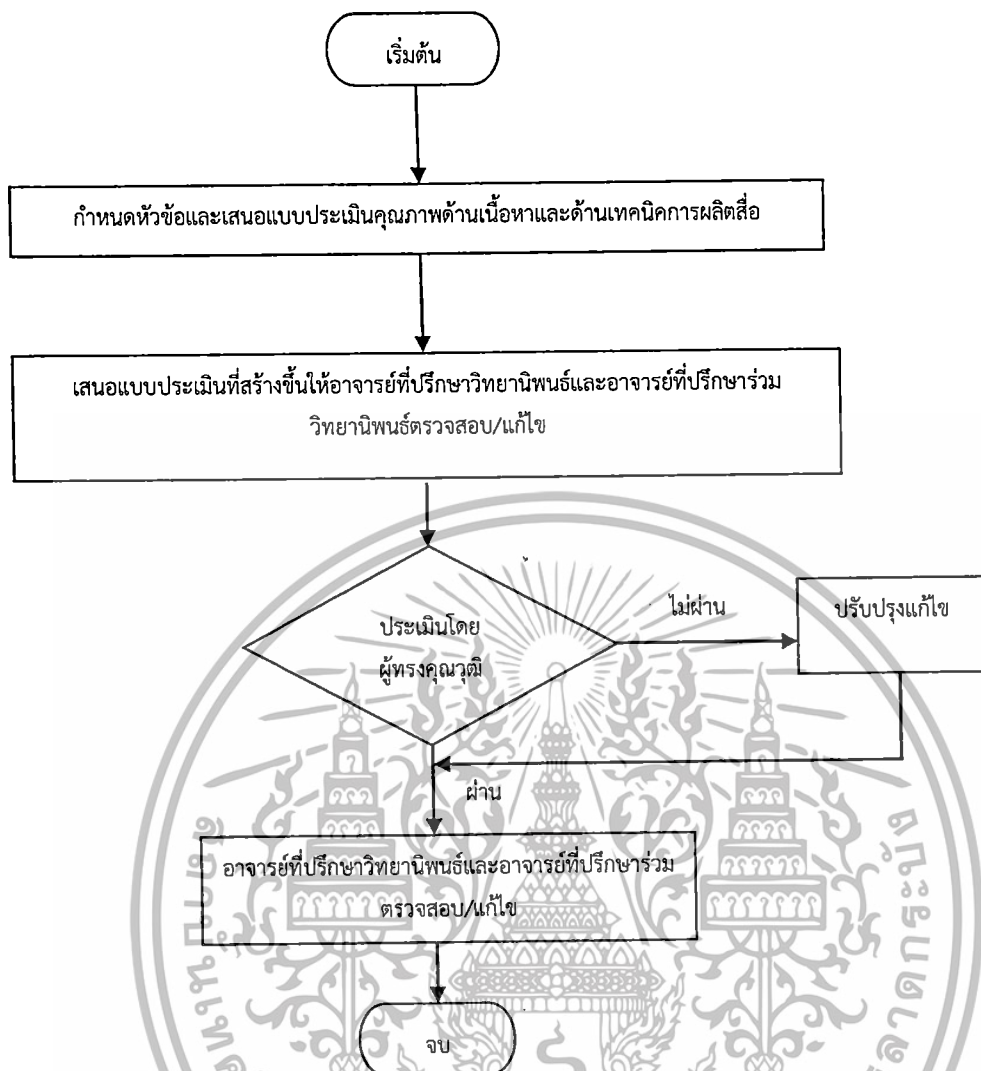 เริ่มต้น
กำหนดหัวข้อและเสนอแบบประเมินคุณภาพด้านเนื้อหาและด้านเทคนิคการผลิตสื่อ
เสนอแบบประเมินที่สร้างขึ้นให้อาจารย์ที่ปรึกษาวิทยานิพนธ์และอาจารย์ที่ปรึกษาร่วม
วิทยานิพนธ์ตรวจสอบ/แก้ไข
ประเมินโดย
ผู้ทรงคุณวุฒิ
ไม่ผ่าน
ปรับปรุงแก้ไข
ผ่าน
อาจารย์ที่ปรึกษาวิทยานิพนธ์และอาจารย์ที่ปรึกษาร่วม
ตรวจสอบ/แก้ไข
จบ